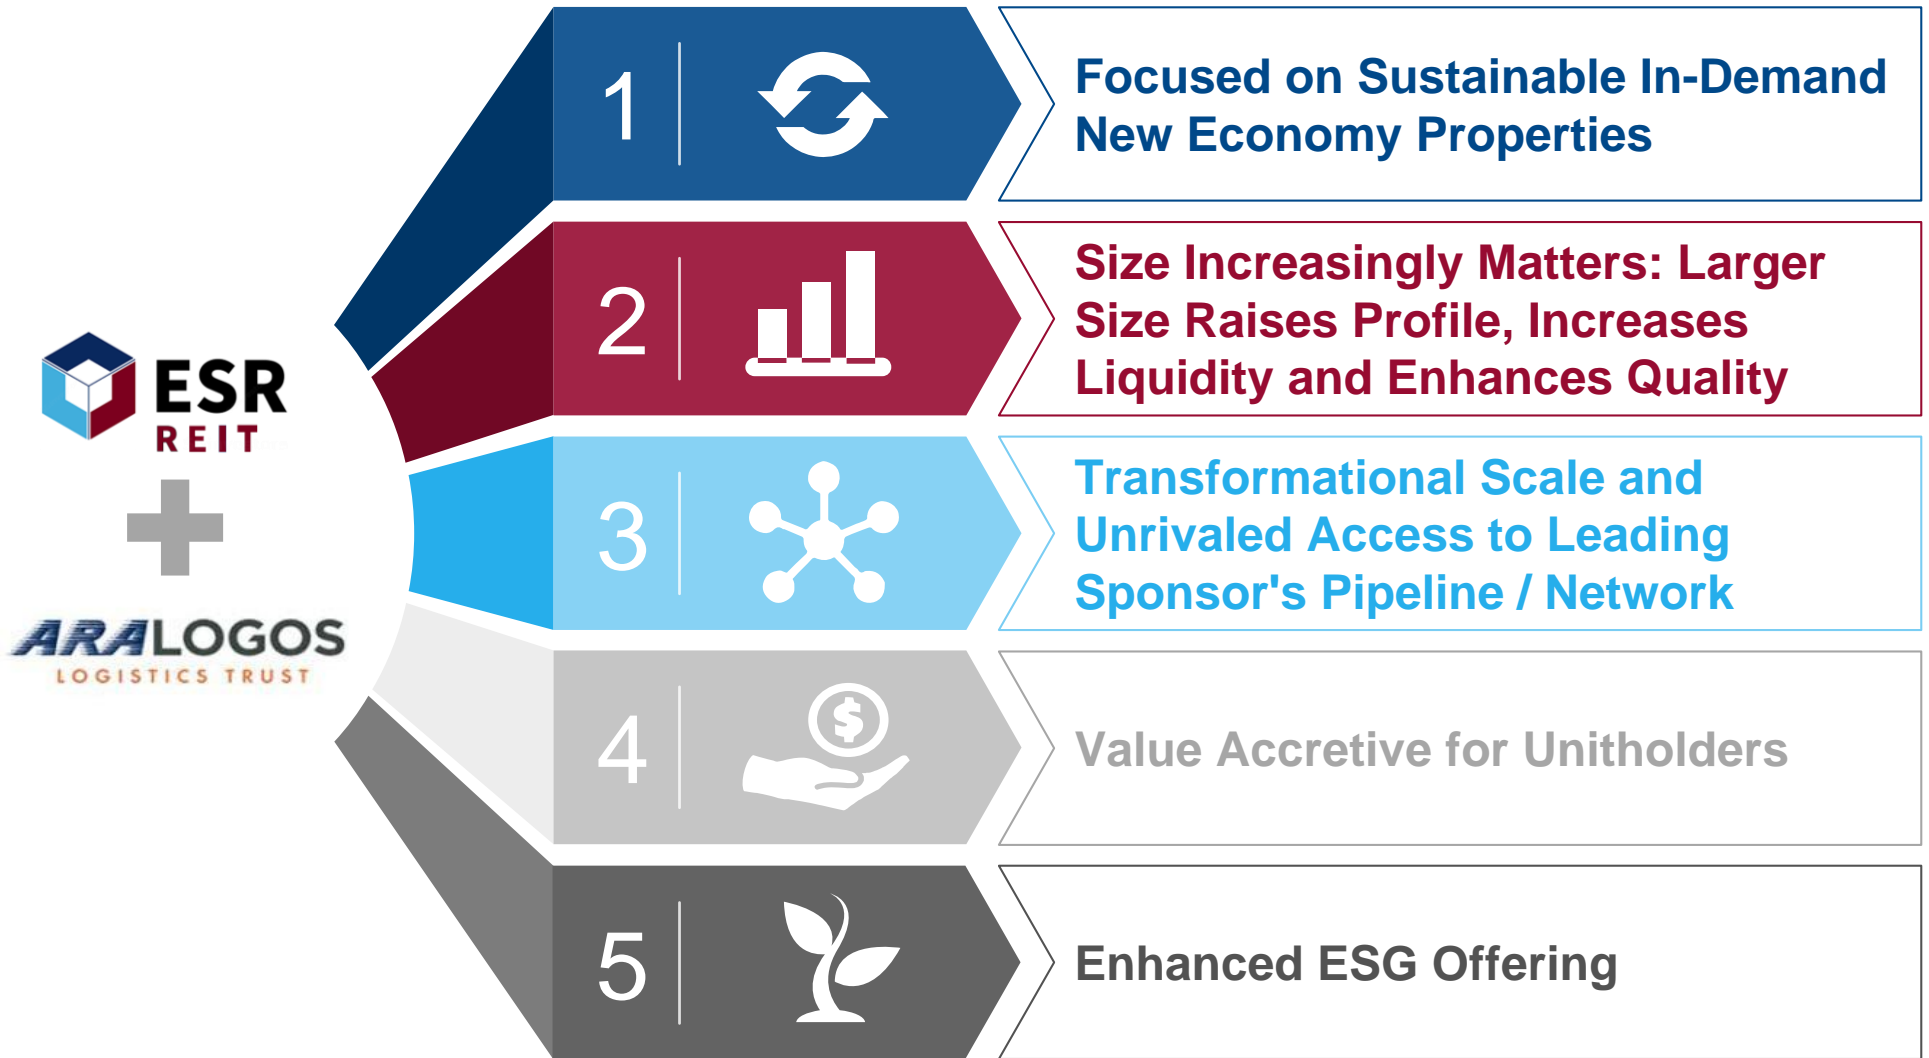 1
Focused on Sustainable In-Demand
New Economy Properties
2
Size Increasingly Matters: Larger
Size Raises Profile, Increases
Liquidity and Enhances Quality
ESR
REIT
3
Transformational Scale and
Unrivaled Access to Leading
Sponsor's Pipeline / Network
ARALOGOS
LOGISTICS TRUST
4
$
Value Accretive for Unitholders
5
Enhanced ESG Offering